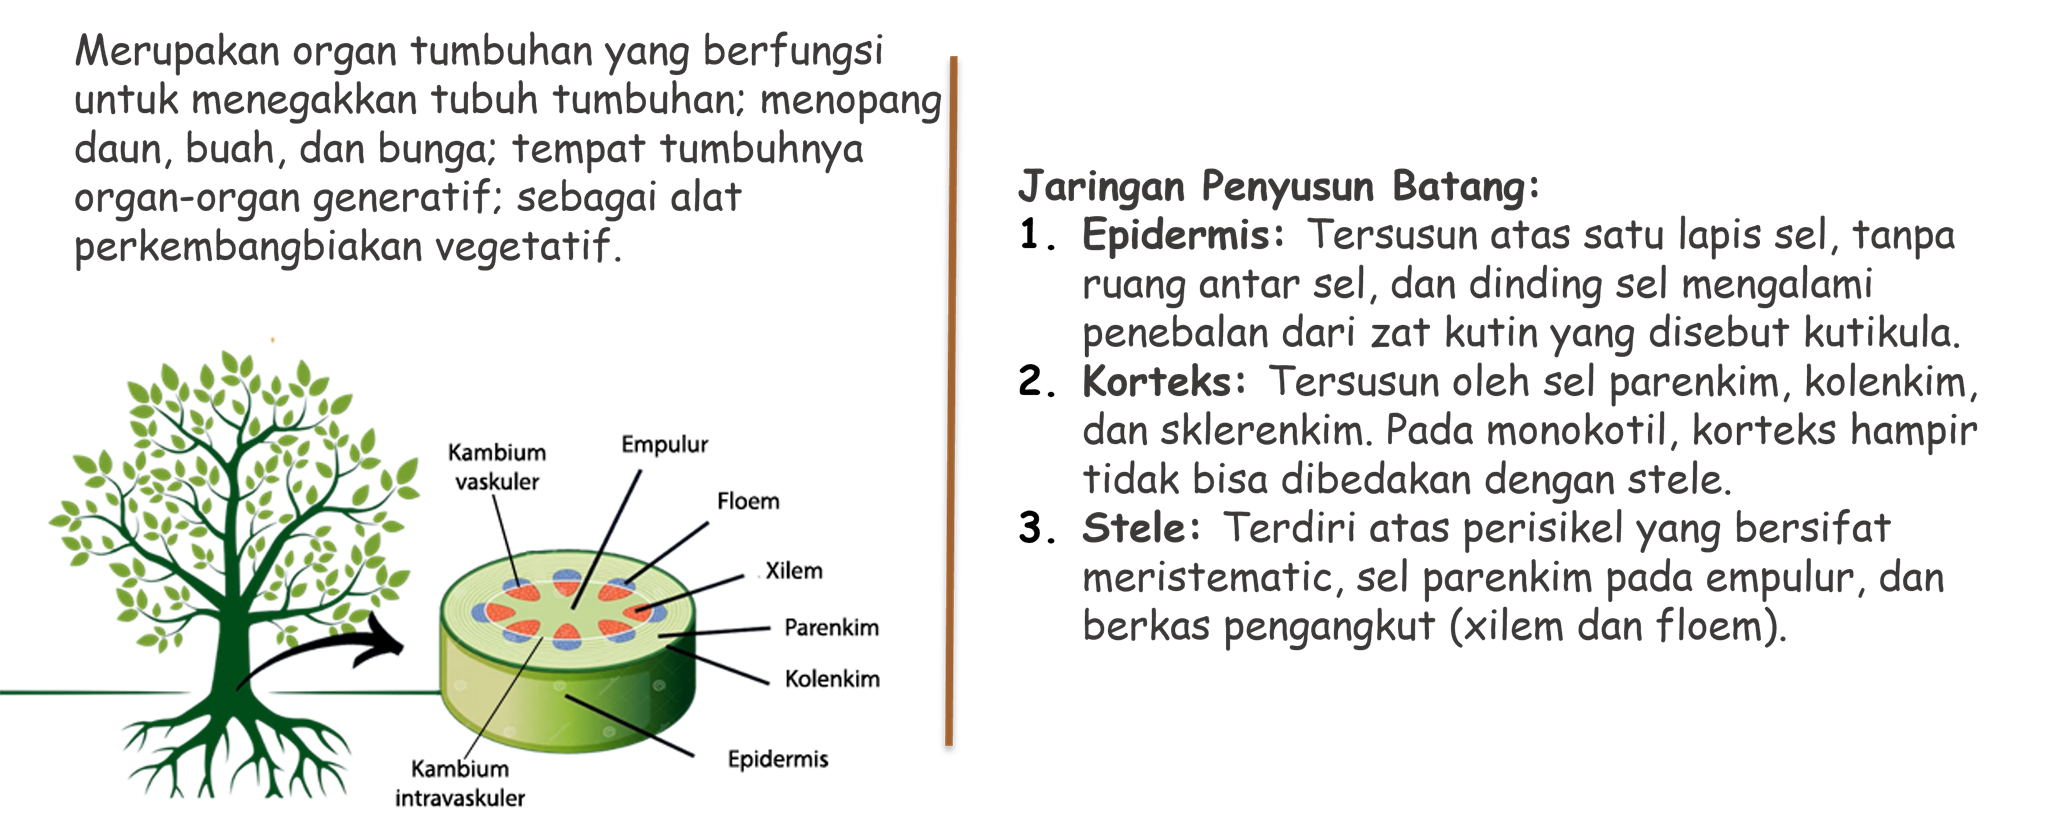 Merupakan organ tumbuhan yang berfungsi
untuk menegakkan tubuh tumbuhan; menopang
daun, buah, dan bunga; tempat tumbuhnya
organ-organ generatif; sebagai alat
perkembangbiakan vegetatif.
Kambium
vaskuler
Empulur
Floem
Xilem
Parenkim
Kolenkim
Epidermis
Kambium
intravaskuler
Jaringan Penyusun Batang:
1. Epidermis: Tersusun atas satu lapis sel, tanpa
ruang antar sel, dan dinding sel mengalami
penebalan dari zat kutin yang disebut kutikula.
2. Korteks: Tersusun oleh sel parenkim, kolenkim,
dan sklerenkim. Pada monokotil, korteks hampir
tidak bisa dibedakan dengan stele.
3. Stele: Terdiri atas perisikel yang bersifat
meristematic, sel parenkim pada empulur, dan
berkas pengangkut (xilem dan floem).